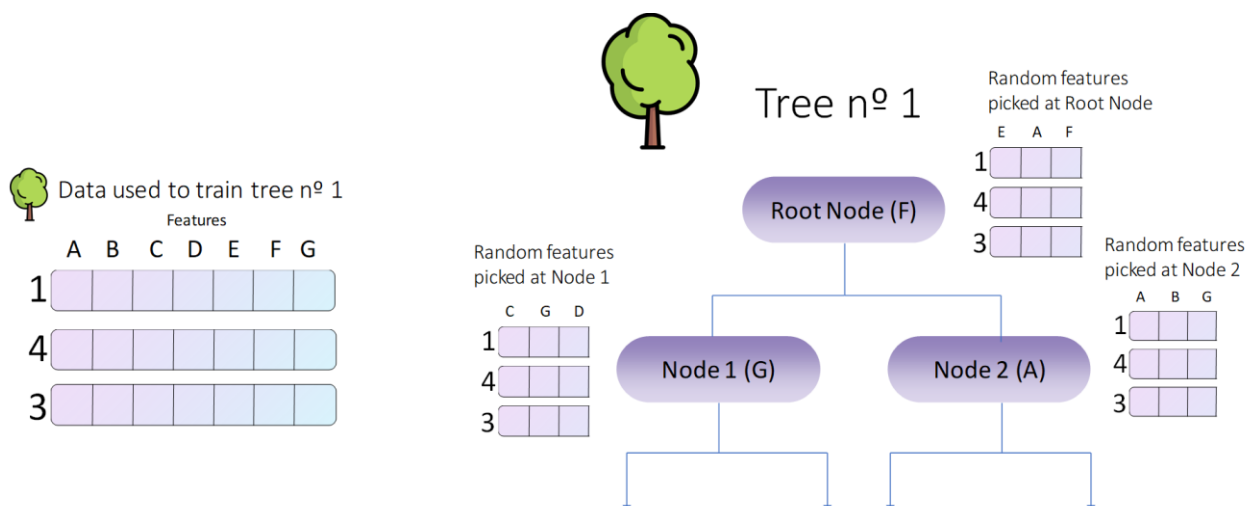 Data used to train tree nº 1
Features
A B C D E F G
1
4
3
Tree nº 1
Random features
picked at Root Node
E A F
1
4
3
Root Node (F)
Random features
picked at Node 1
C G D
1
4
3
Node 1 (G)
Node 2 (A)
Random features
picked at Node 2
A B G
1
4
3